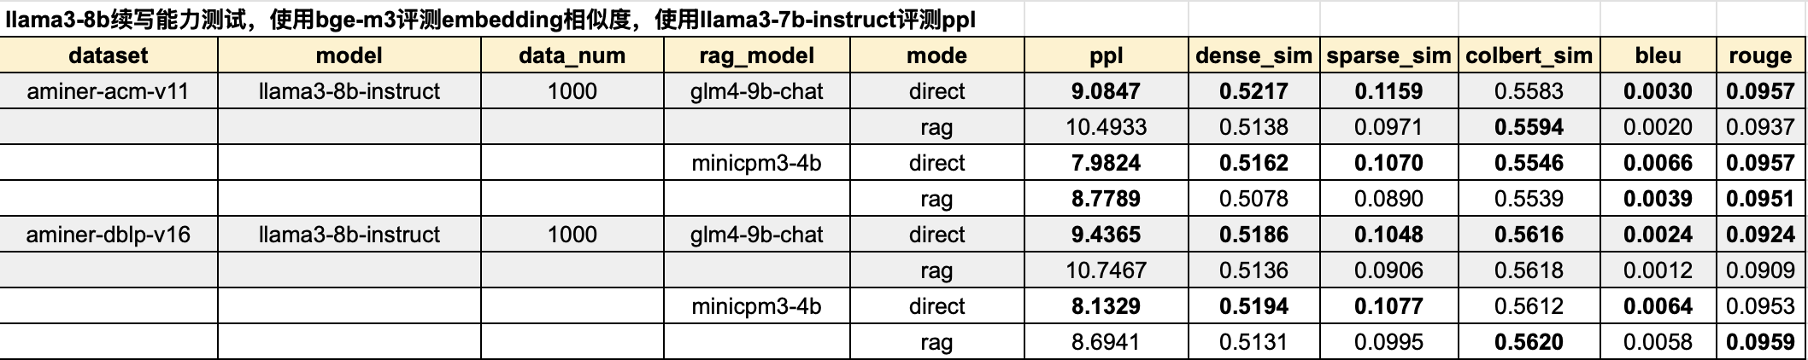 llama3-8b续写能力测试，使用bge-m3评测embedding相似度，使用llama3-7b-instruct评测ppl
dataset model data_num rag_model mode ppl dense_sim sparse_sim colbert_sim bleu rouge
aminer-acm-v11 llama3-8b-instruct 1000 glm4-9b-chat direct 9.0847 0.5217 0.1159 0.5583 0.0030 0.0957
rag 10.4933 0.5138 0.0971 0.5594 0.0020 0.0937
minicpm3-4b direct 7.9824 0.5162 0.1070 0.5546 0.0066 0.0957
rag 8.7789 0.5078 0.0890 0.5539 0.0039 0.0951
aminer-dblp-v16 llama3-8b-instruct 1000 glm4-9b-chat direct 9.4365 0.5186 0.1048 0.5616 0.0024 0.0924
rag 10.7467 0.5136 0.0906 0.5618 0.0012 0.0909
minicpm3-4b direct 8.1329 0.5194 0.1077 0.5612 0.0064 0.0953
rag 8.6941 0.5131 0.0995 0.5620 0.0058 0.0959